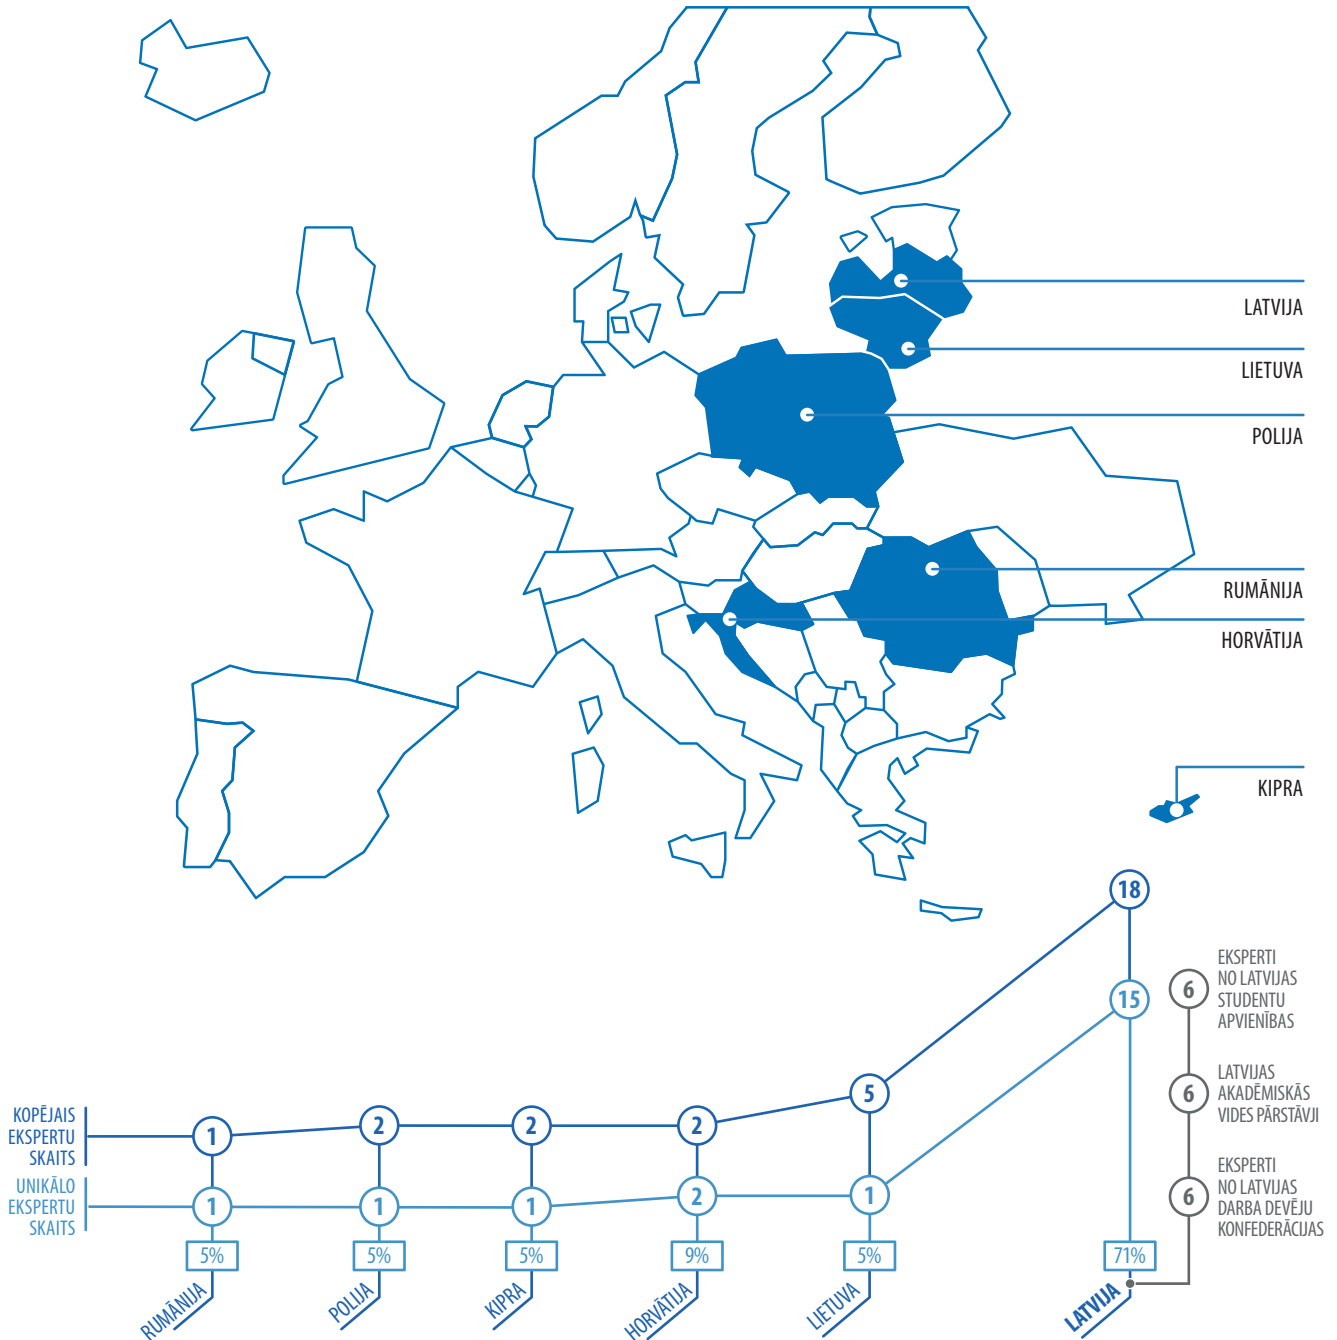 LATVIJA
LIETUVA
POLIJA
RUMĀNIJA
HORVĀTIJA
KIPRA
KOPĒJAIS
EKSPERTU
SKAITS
1
2
2
2
5
18
UNIKĀLO
EKSPERTU
SKAITS
1
1
1
2
1
15
5%
5%
5%
9%
5%
71%
RUMĀNIJA
POLIJA
KIPRA
HORVĀTIJA
LIETUVA
LATVIJA
6
EKSPERTI
NO LATVIJAS
STUDENTU
APVIENĪBAS
6
LATVIJAS
AKADĒMISKĀS
VIDES PĀRSTĀVJI
6
EKSPERTI
NO LATVIJAS
DARBA DEVĒJU
KONFEDERĀCIJAS